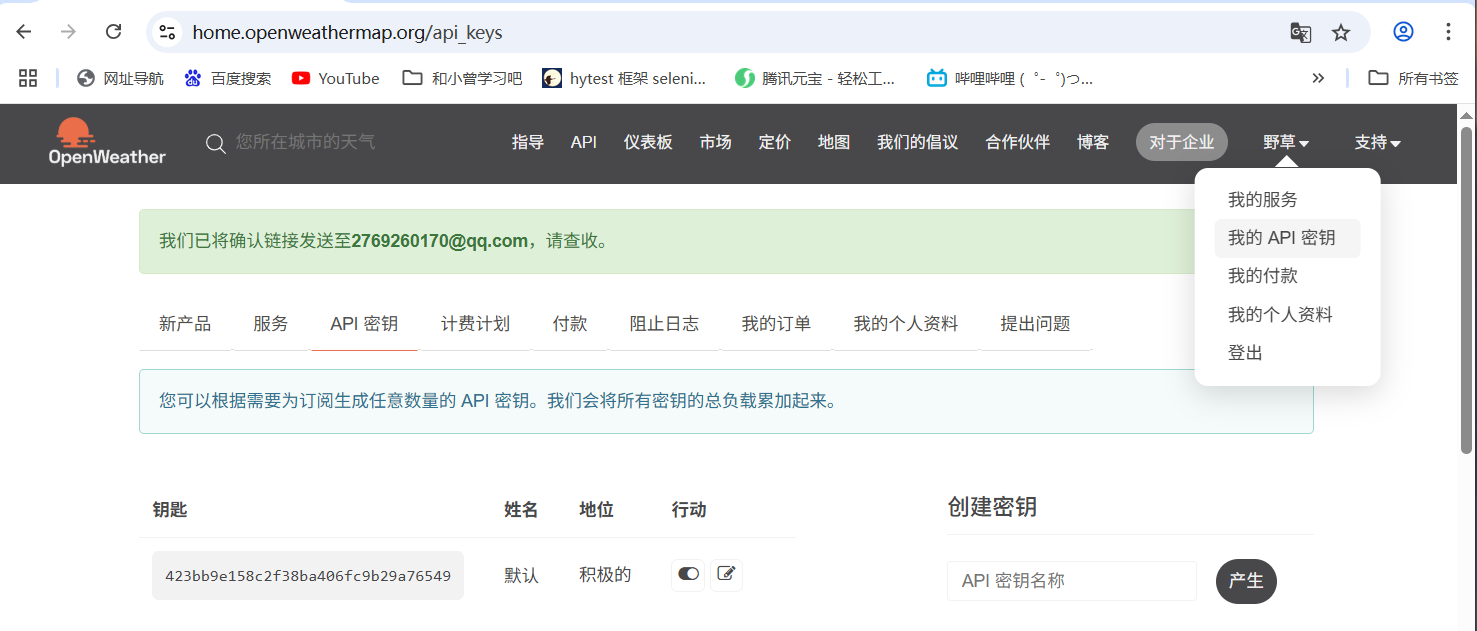 home.openweathermap.org/api_keys
网址导航 百度搜索 YouTube 和小曾学习吧 hytest 框架 seleni... 腾讯元宝 - 轻松工... 哔哩哔哩 (゜-゜)つ... 所有书签
OpenWeather 您所在城市的天气 指导 API 仪表板 市场 定价 地图 我们的倡议 合作伙伴 博客 对于企业 野草 支持
我的服务
我的 API 密钥
我的付款
我的个人资料
登出
我们已将确认链接发送至2769260170@qq.com，请查收。
新产品 服务 API 密钥 计费计划 付款 阻止日志 我的订单 我的个人资料 提出问题
您可以根据需要为订阅生成任意数量的 API 密钥。我们会将所有密钥的总负载累加起来。
钥匙 姓名 地位 行动
423bb9e158c2f38ba406fc9b29a76549 默认 积极的
创建密钥
API 密钥名称 产生